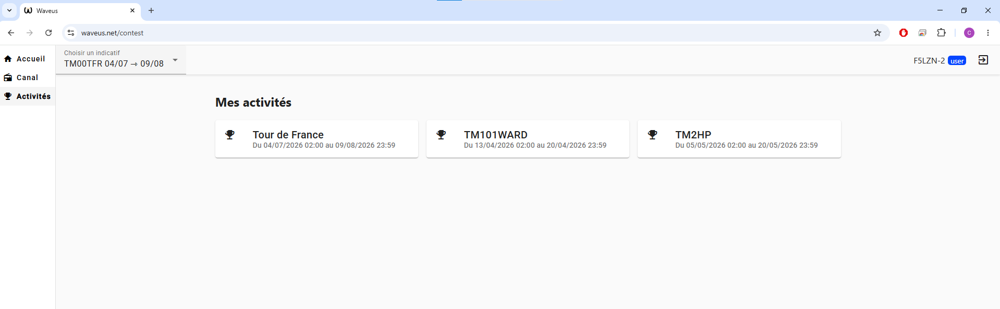 Waveus
waveus.net/contest
C
Accueil
Canal
Activités
Choisir un indicatif
TM00TFR 04/07 → 09/08
F5LZN-2 user
Mes activités
Tour de France
Du 04/07/2026 02:00 au 09/08/2026 23:59
TM101WARD
Du 13/04/2026 02:00 au 20/04/2026 23:59
TM2HP
Du 05/05/2026 02:00 au 20/05/2026 23:59